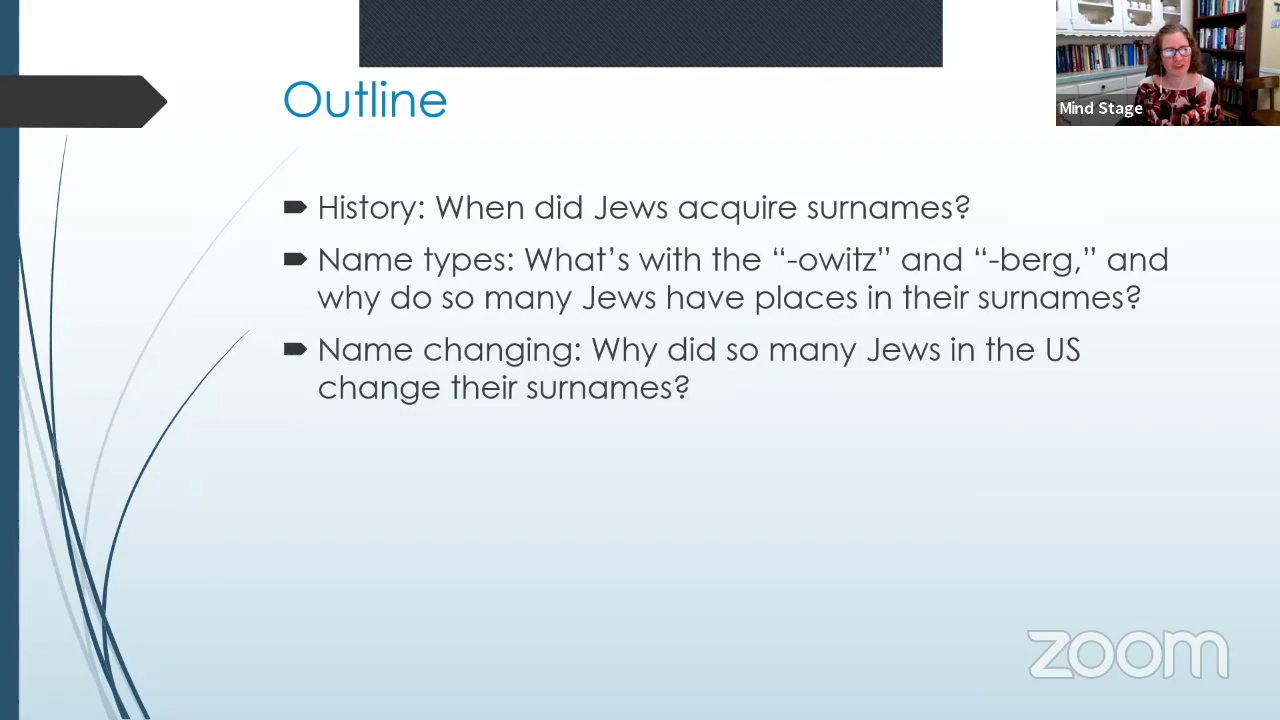 Outline
Mind Stage
History: When did Jews acquire surnames?
Name types: What’s with the “-owitz” and “-berg,” and
why do so many Jews have places in their surnames?
Name changing: Why did so many Jews in the US
change their surnames?
zoom